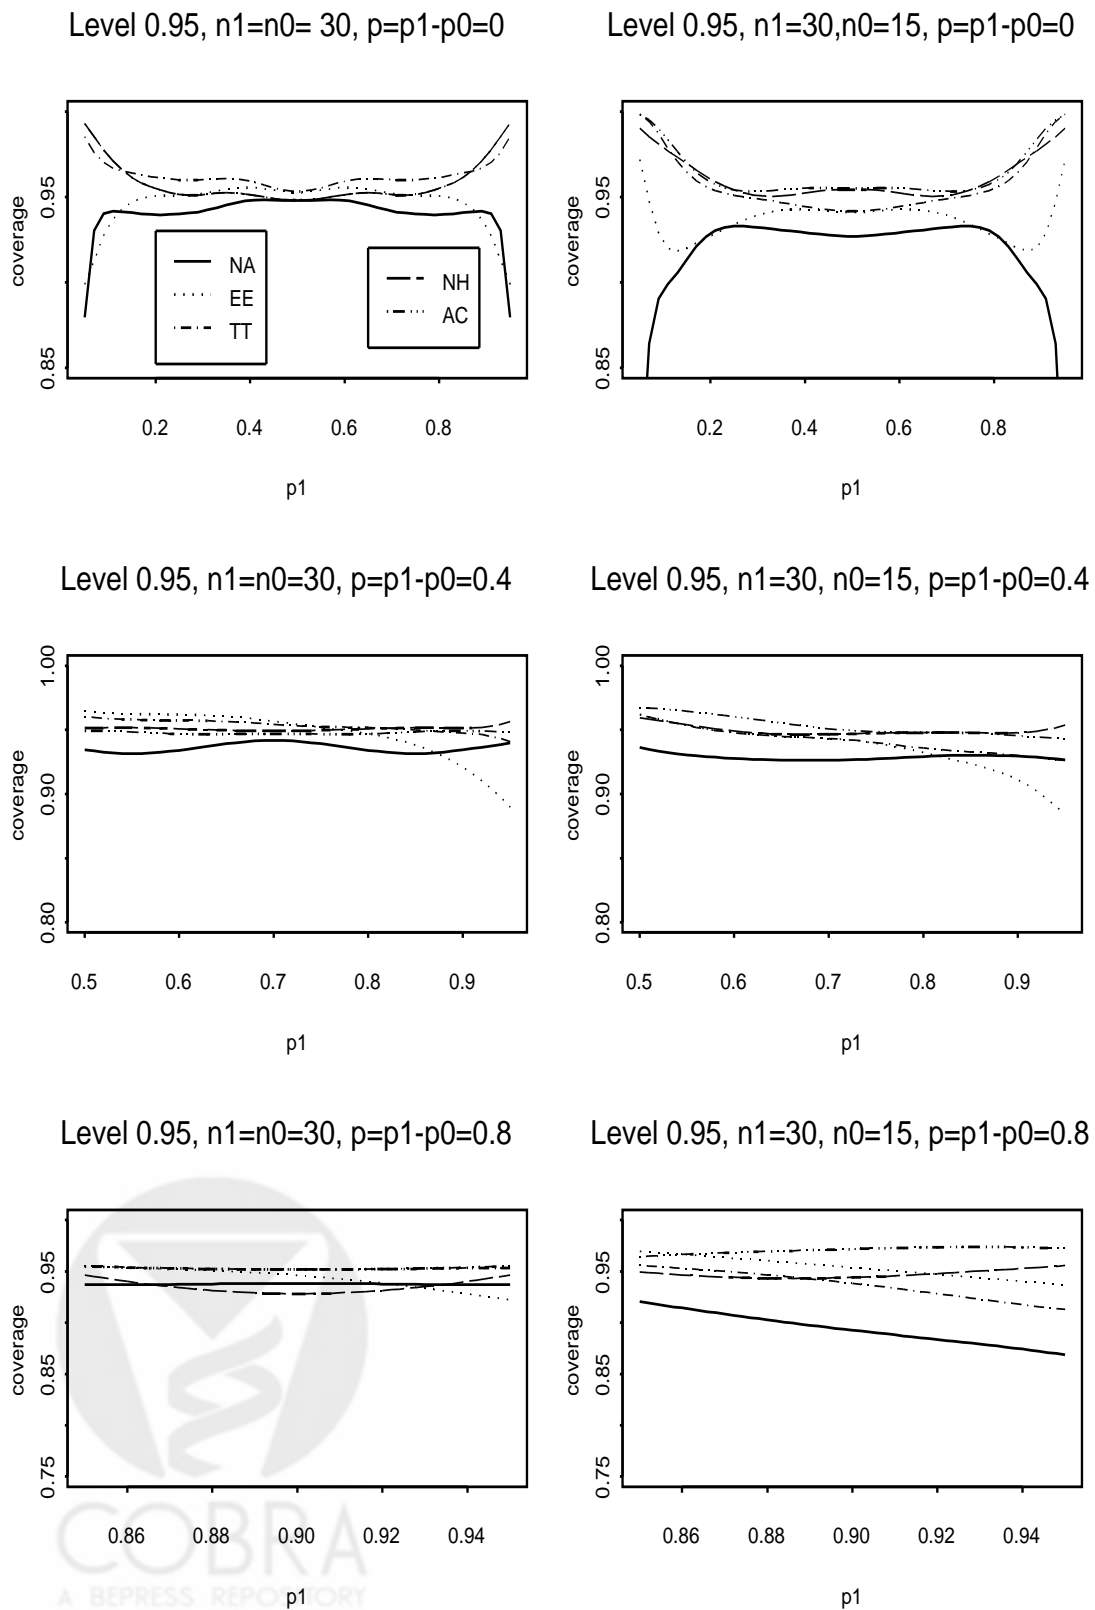 Level 0.95, n1=n0= 30, p=p1-p0=0
coverage
0.95
0.85
NA
EE
TT
NH
AC
0.2 0.4 0.6 0.8
p1
Level 0.95, n1=30,n0=15, p=p1-p0=0
coverage
0.95
0.85
0.2 0.4 0.6 0.8
p1
Level 0.95, n1=n0=30, p=p1-p0=0.4
coverage
1.00
0.90
0.80
0.5 0.6 0.7 0.8 0.9
p1
Level 0.95, n1=30, n0=15, p=p1-p0=0.4
coverage
1.00
0.90
0.80
0.5 0.6 0.7 0.8 0.9
p1
Level 0.95, n1=n0=30, p=p1-p0=0.8
coverage
0.95
0.85
0.75
0.86 0.88 0.90 0.92 0.94
p1
Level 0.95, n1=30, n0=15, p=p1-p0=0.8
coverage
0.95
0.85
0.75
0.86 0.88 0.90 0.92 0.94
p1
COBRA
A BEPRESS REPOSITORY